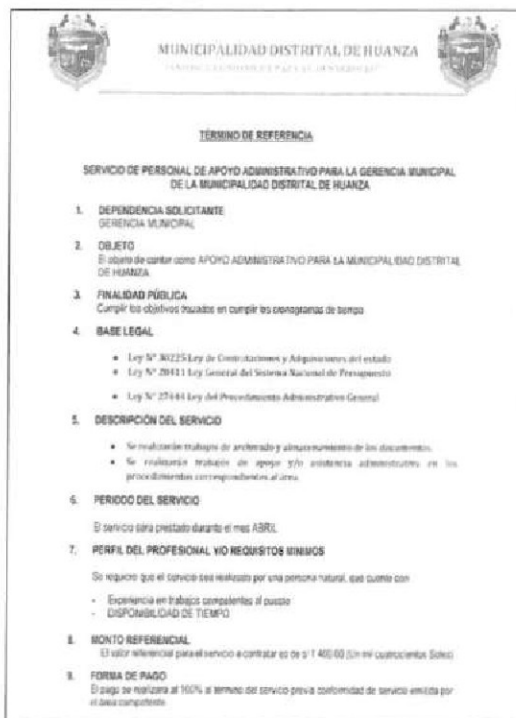 MUNICIPALIDAD DISTRITAL DE HUANZA
TÉRMINO DE REFERENCIA
SERVICIO DE PERSONAL DE APOYO ADMINISTRATIVO PARA LA GERENCIA MUNICIPAL
DE LA MUNICIPALIDAD DISTRITAL DE HUANZA
1. DEPENDENCIA SOLICITANTE
GERENCIA MUNICIPAL
2. OBJETO
El objeto de contar como APOYO ADMINISTRATIVO PARA LA MUNICIPALIDAD DISTRITAL
DE HUANZA
3. FINALIDAD PÚBLICA
Cumplir los objetivos trazados en cumplir los cronogramas de tiempo
4. BASE LEGAL
• Ley N° 30225 Ley de Contrataciones y Adquisiciones del estado
• Ley N° 28411 Ley General del Sistema Nacional de Presupuesto
• Ley N° 27444 Ley del Procedimiento Administrativo General
5. DESCRIPCIÓN DEL SERVICIO
• Se realizarán trabajos de archivado y almacenamiento de los documentos.
• Se realizarán trabajos de apoyo y/o asistencia administrativa en los
procedimientos correspondientes al área
6. PERIODO DEL SERVICIO
El servicio será prestado durante el mes ABRIL
7. PERFIL DEL PROFESIONAL Y/O REQUISITOS MINIMOS
Se requiere que el servicio sea realizado por una persona natural, que cuente con
- Experiencia en trabajos competentes al puesto
- DISPONIBILIDAD DE TIEMPO
8. MONTO REFERENCIAL
El valor referencial para el servicio a contratar es de s/ 1 400.00 (Un mil cuatrocientos Soles)
9. FORMA DE PAGO
El pago se realizara al 100% al termino del servicio previa conformidad de servicio emitida por
el área competente